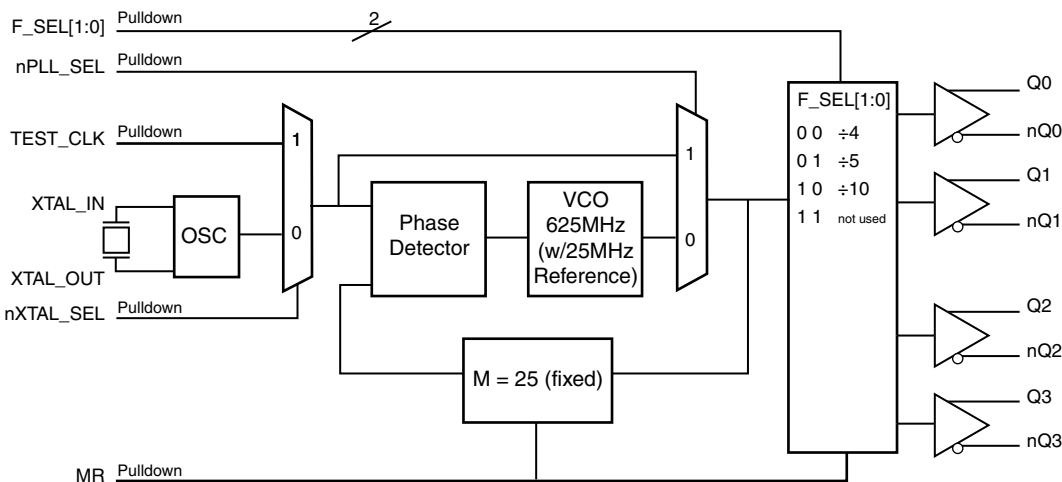 F_SEL[1:0] Pulldown 2
nPLL_SEL Pulldown
TEST_CLK Pulldown
XTAL_IN
XTAL_OUT
nXTAL_SEL Pulldown
MR Pulldown
OSC
1
0
Phase
Detector
VCO
625MHz
(w/25MHz
Reference)
1
0
M = 25 (fixed)
F_SEL[1:0]
0 0 ÷4
0 1 ÷5
1 0 ÷10
1 1 not used
Q0
nQ0
Q1
nQ1
Q2
nQ2
Q3
nQ3